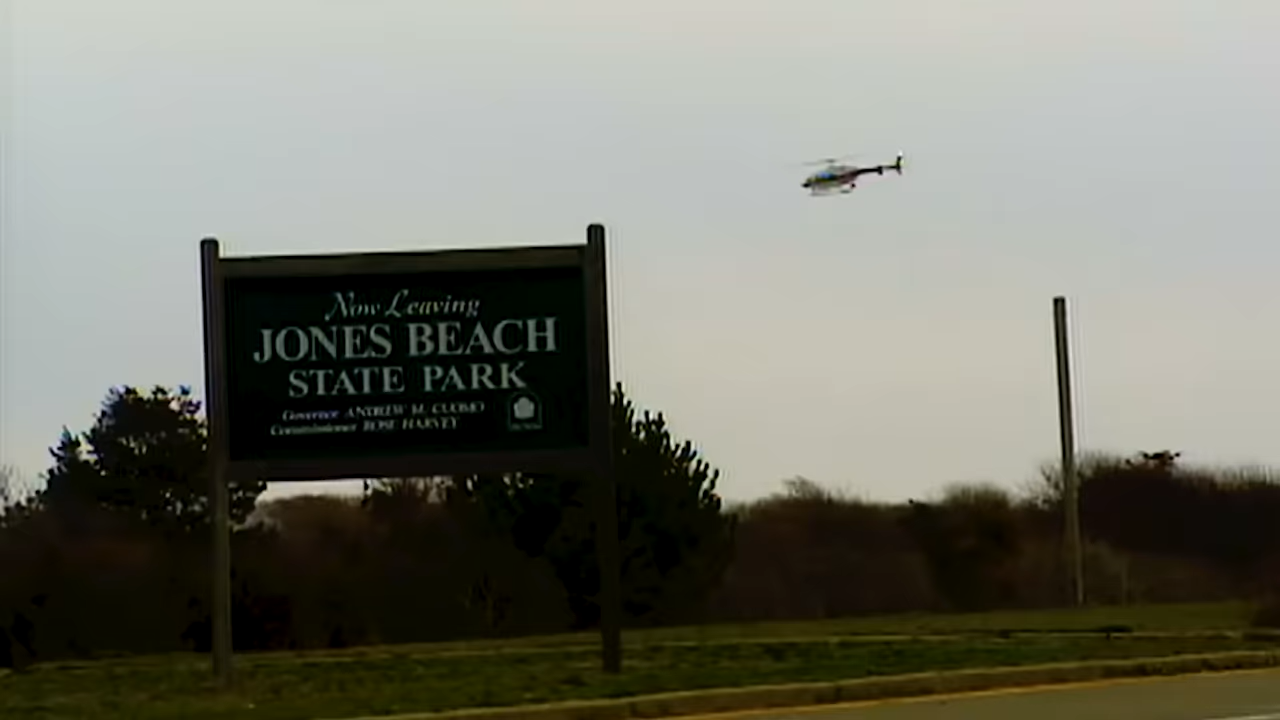 Now Leaving
JONES BEACH
STATE PARK
Governor ANDREW M. CUOMO
Commissioner ROSE HARVEY